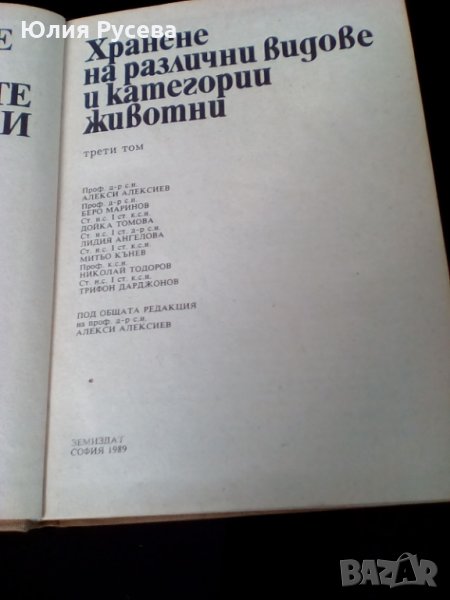 Юлия Русева
Е
ТЕ
И
Хранене
на различни видове
и категории
животни
трети том
Проф. д-р с.н.
АЛЕКСИ АЛЕКСИЕВ
Проф. д-р с.н.
БЕРО МАРИНОВ
Ст. н.с. I ст. к.с.н.
ДОЙКА ТОМОВА
Ст. н.с. I ст. д-р с.н.
ЛИДИЯ АНГЕЛОВА
Ст. н.с. I ст. к.с.н.
МИТЬО КЪНЕВ
Проф. к.с.н.
НИКОЛАЙ ТОДОРОВ
Ст. н.с. I ст. к.с.н.
ТРИФОН ДАРДЖОНОВ
ПОД ОБЩАТА РЕДАКЦИЯ
на проф. д-р с.н.
АЛЕКСИ АЛЕКСИЕВ
ЗЕМИЗДАТ
СОФИЯ 1989
BAZAR